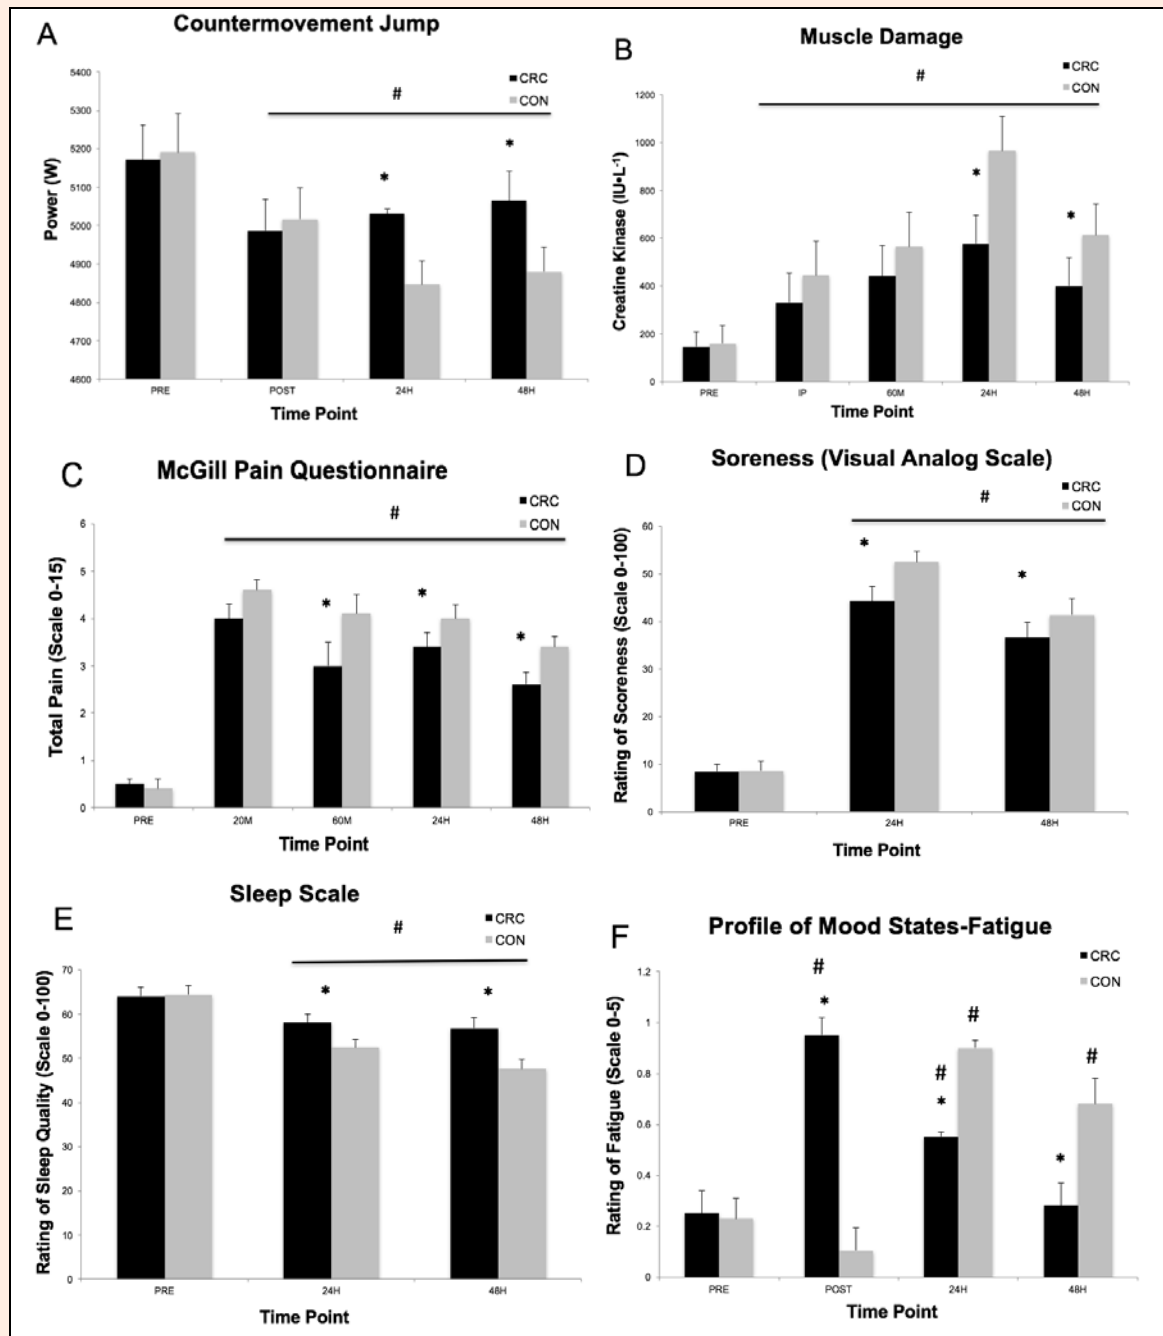 A
Countermovement Jump
CRC
CON
#
*
*
Power (W)
5400
5300
5200
5100
5000
4900
4800
4700
4600
PRE
POST
24H
48H
Time Point
B
Muscle Damage
#
CRC
CON
*
*
Creatine Kinase (IU•L-1)
1200
1000
800
600
400
200
0
PRE
IP
60M
24H
48H
Time Point
C
McGill Pain Questionnaire
CRC
CON
#
*
*
*
Total Pain (Scale 0-15)
6
5
4
3
2
1
0
PRE
20M
60M
24H
48H
Time Point
D
Soreness (Visual Analog Scale)
CRC
CON
#
*
*
Rating of Scoreness (Scale 0-100)
60
50
40
30
20
10
0
PRE
24H
48H
Time Point
E
Sleep Scale
CRC
CON
#
*
*
Rating of Sleep Quality (Scale 0-100)
70
60
50
40
30
20
10
0
PRE
24H
48H
Time Point
F
Profile of Mood States-Fatigue
CRC
CON
#
*
#
#
*
#
*
Rating of Fatigue (Scale 0-5)
1.2
1
0.8
0.6
0.4
0.2
0
PRE
POST
24H
48H
Time Point